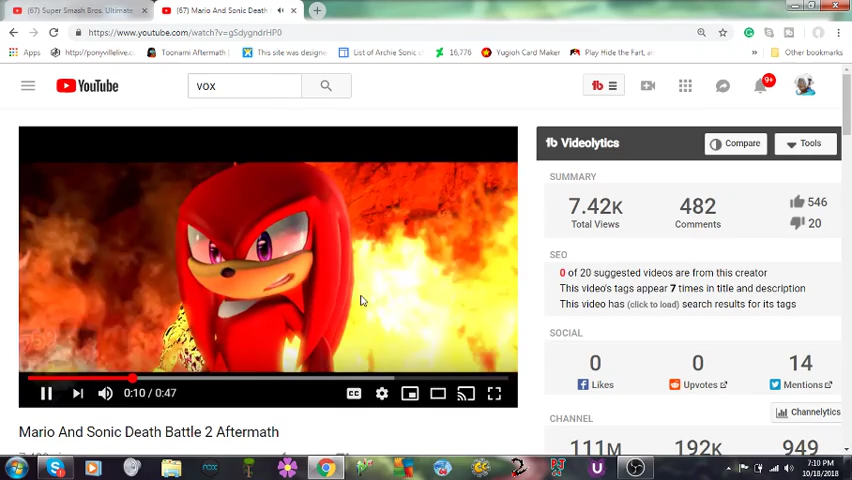 (67) Super Smash Bros. Ultimate
(67) Mario And Sonic Death
https://www.youtube.com/watch?v=gSdygndrHP0
Apps
http://ponyvillelive.c
Toonami Aftermath
This site was designe
List of Archie Sonic c
16,776
Yugioh Card Maker
Play Hide the Fart, a
Other bookmarks
YouTube
vox
9+
Videolytics
Compare
Tools
SUMMARY
7.42K
Total Views
482
Comments
546
20
SEO
0 of 20 suggested videos are from this creator
This video's tags appear 7 times in title and description
This video has (click to load) search results for its tags
SOCIAL
0
Likes
0
Upvotes
14
Mentions
0:10 / 0:47
CC
Channelytics
CHANNEL
111M
192K
949
Mario And Sonic Death Battle 2 Aftermath
7:10 PM
10/18/2018